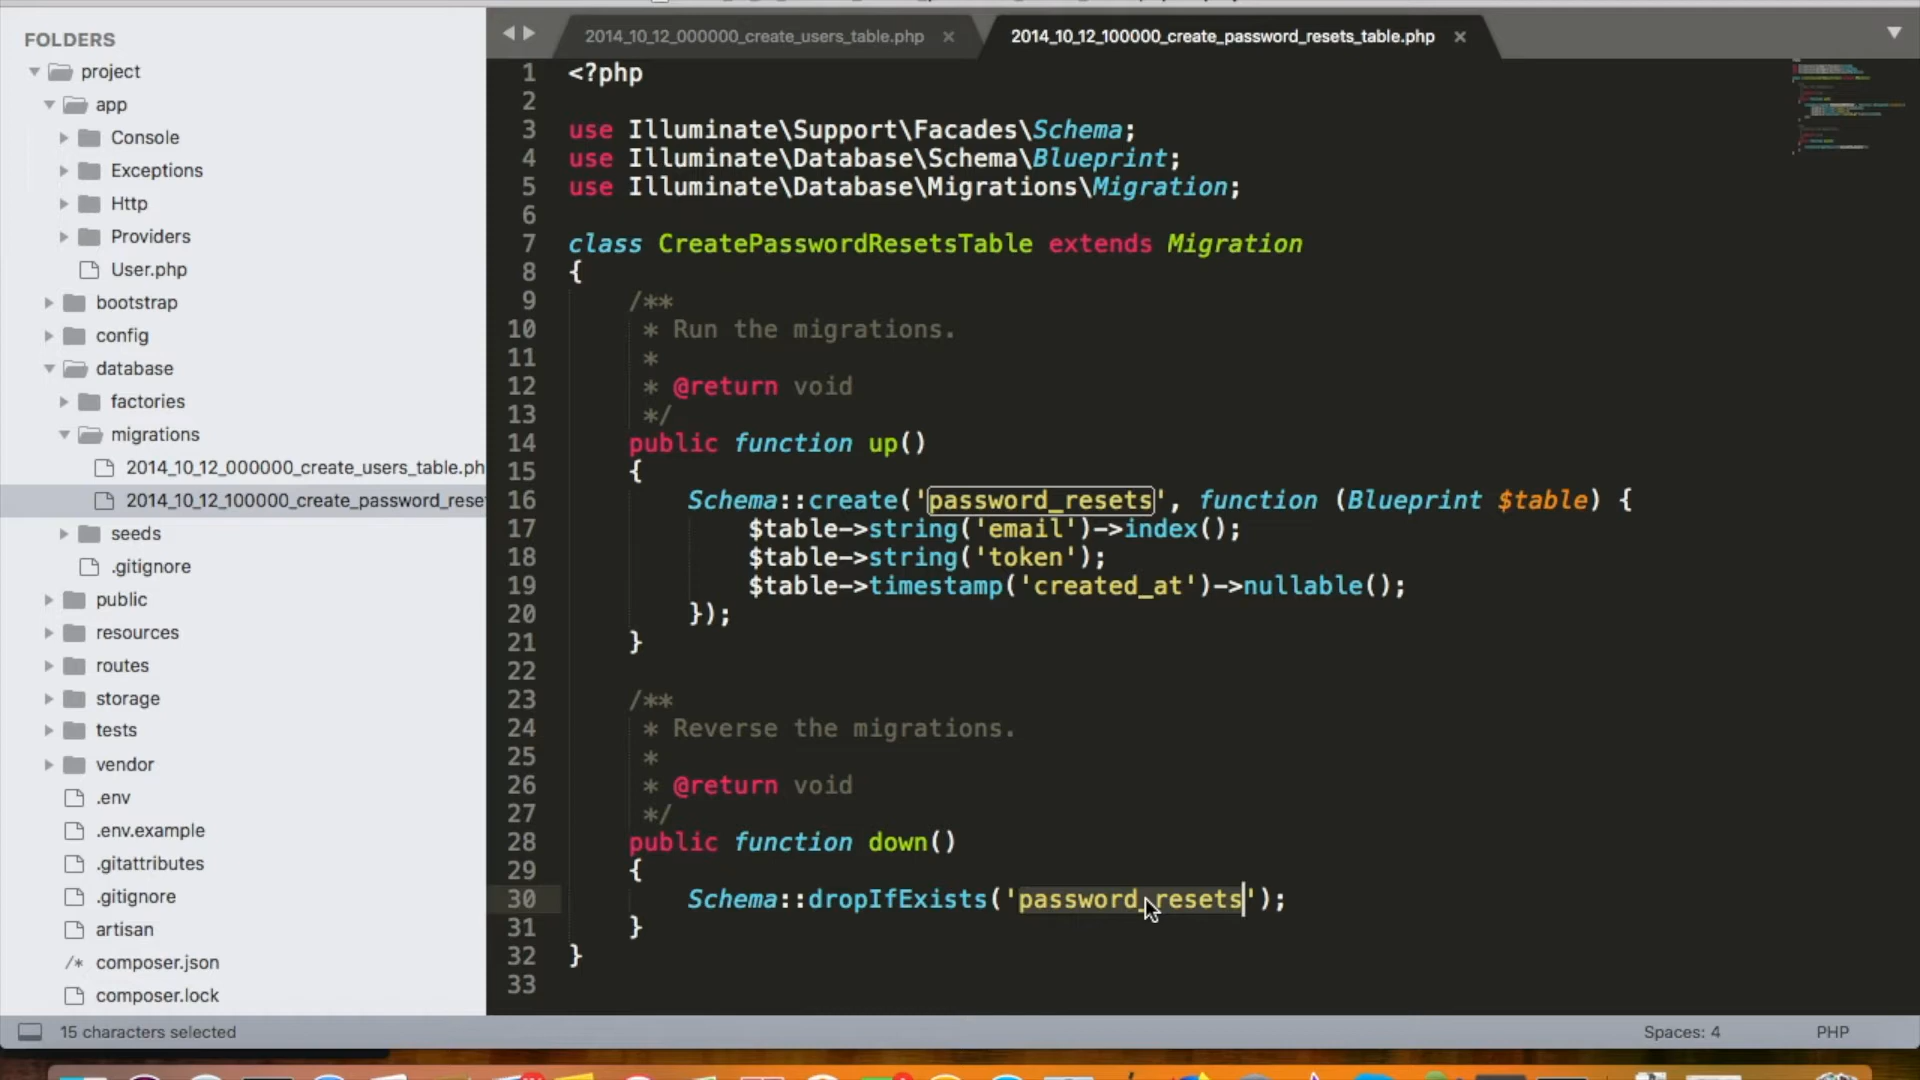 FOLDERS
project
app
Console
Exceptions
Http
Providers
User.php
bootstrap
config
database
factories
migrations
2014_10_12_000000_create_users_table.ph
2014_10_12_100000_create_password_rese
seeds
.gitignore
public
resources
routes
storage
tests
vendor
.env
.env.example
.gitattributes
.gitignore
artisan
composer.json
composer.lock
2014_10_12_000000_create_users_table.php
2014_10_12_100000_create_password_resets_table.php
1 <?php
2
3 use Illuminate\Support\Facades\Schema;
4 use Illuminate\Database\Schema\Blueprint;
5 use Illuminate\Database\Migrations\Migration;
6
7 class CreatePasswordResetsTable extends Migration
8 {
9 /**
10 * Run the migrations.
11 *
12 * @return void
13 */
14 public function up()
15 {
16 Schema::create('password_resets', function (Blueprint $table) {
17 $table->string('email')->index();
18 $table->string('token');
19 $table->timestamp('created_at')->nullable();
20 });
21 }
22
23 /**
24 * Reverse the migrations.
25 *
26 * @return void
27 */
28 public function down()
29 {
30 Schema::dropIfExists('password_resets');
31 }
32 }
33
15 characters selected
Spaces: 4
PHP